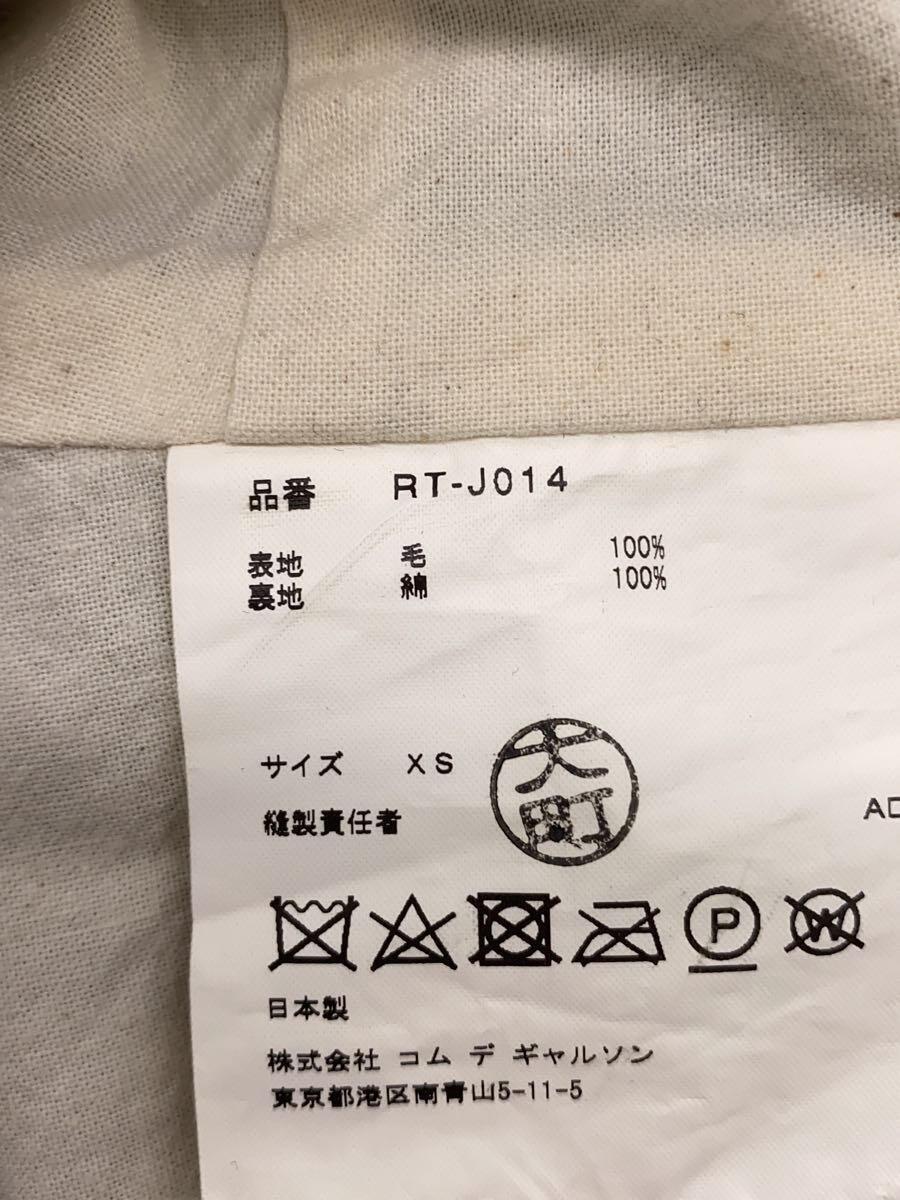 品番 RT-J014
表地 毛 100%
裏地 綿 100%
サイズ XS
大町
縫製責任者
P
W
日本製
株式会社 コム デ ギャルソン
東京都港区南青山5-11-5